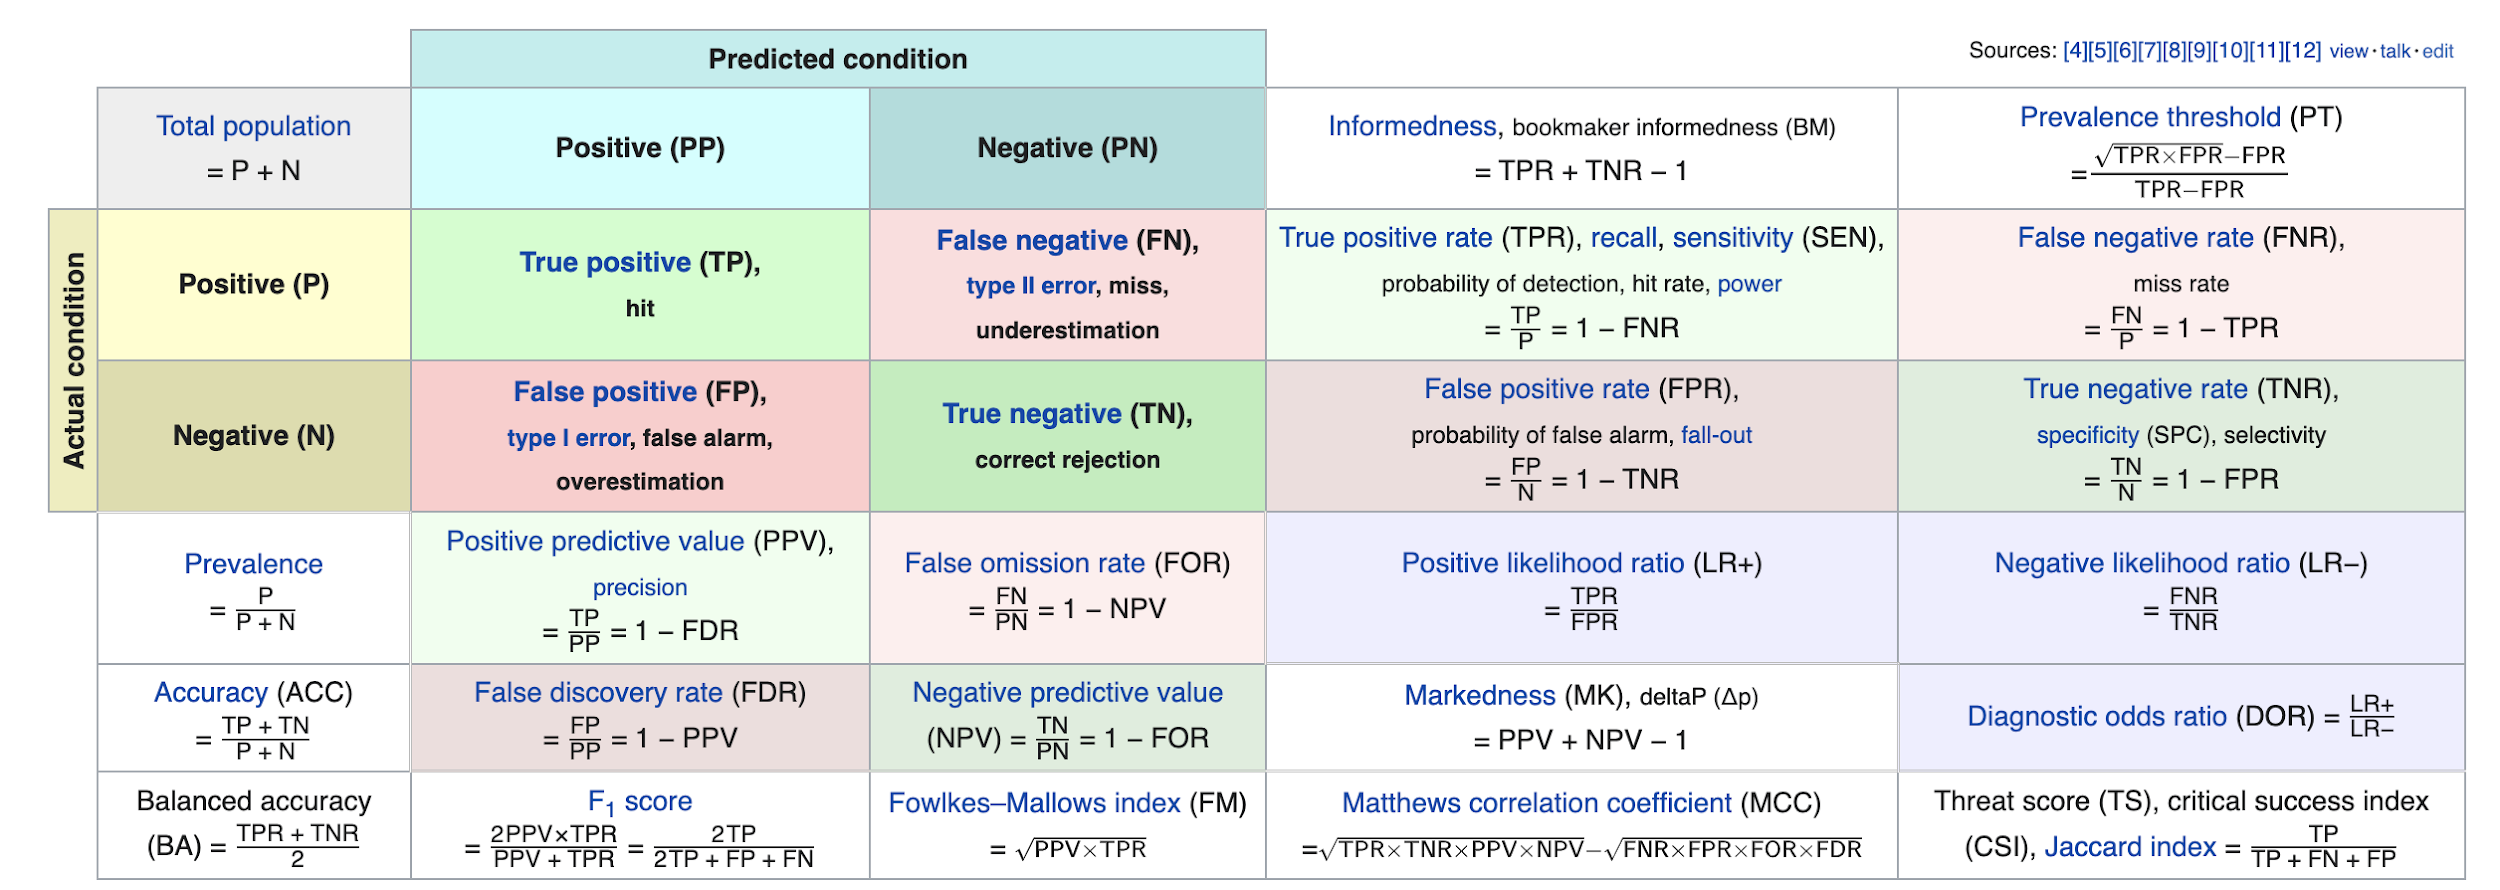 Predicted condition
Sources: [4][5][6][7][8][9][10][11][12] view · talk · edit
Total population
= P + N
Positive (PP)
Negative (PN)
Informedness, bookmaker informedness (BM)
= TPR + TNR − 1
Prevalence threshold (PT)
= √TPR×FPR−FPR
TPR−FPR
Actual condition
Positive (P)
True positive (TP),
hit
False negative (FN),
type II error, miss,
underestimation
True positive rate (TPR), recall, sensitivity (SEN),
probability of detection, hit rate, power
= TP/P = 1 − FNR
False negative rate (FNR),
miss rate
= FN/P = 1 − TPR
Negative (N)
False positive (FP),
type I error, false alarm,
overestimation
True negative (TN),
correct rejection
False positive rate (FPR),
probability of false alarm, fall-out
= FP/N = 1 − TNR
True negative rate (TNR),
specificity (SPC), selectivity
= TN/N = 1 − FPR
Prevalence
= P/P + N
Positive predictive value (PPV),
precision
= TP/PP = 1 − FDR
False omission rate (FOR)
= FN/PN = 1 − NPV
Positive likelihood ratio (LR+)
= TPR/FPR
Negative likelihood ratio (LR−)
= FNR/TNR
Accuracy (ACC)
= TP + TN/P + N
False discovery rate (FDR)
= FP/PP = 1 − PPV
Negative predictive value
(NPV) = TN/PN = 1 − FOR
Markedness (MK), deltaP (Δp)
= PPV + NPV − 1
Diagnostic odds ratio (DOR) = LR+/LR−
Balanced accuracy
(BA) = TPR + TNR/2
F1 score
= 2PPV×TPR/PPV + TPR = 2TP/2TP + FP + FN
Fowlkes–Mallows index (FM)
= √PPV×TPR
Matthews correlation coefficient (MCC)
=√TPR×TNR×PPV×NPV−√FNR×FPR×FOR×FDR
Threat score (TS), critical success index
(CSI), Jaccard index = TP/TP + FN + FP